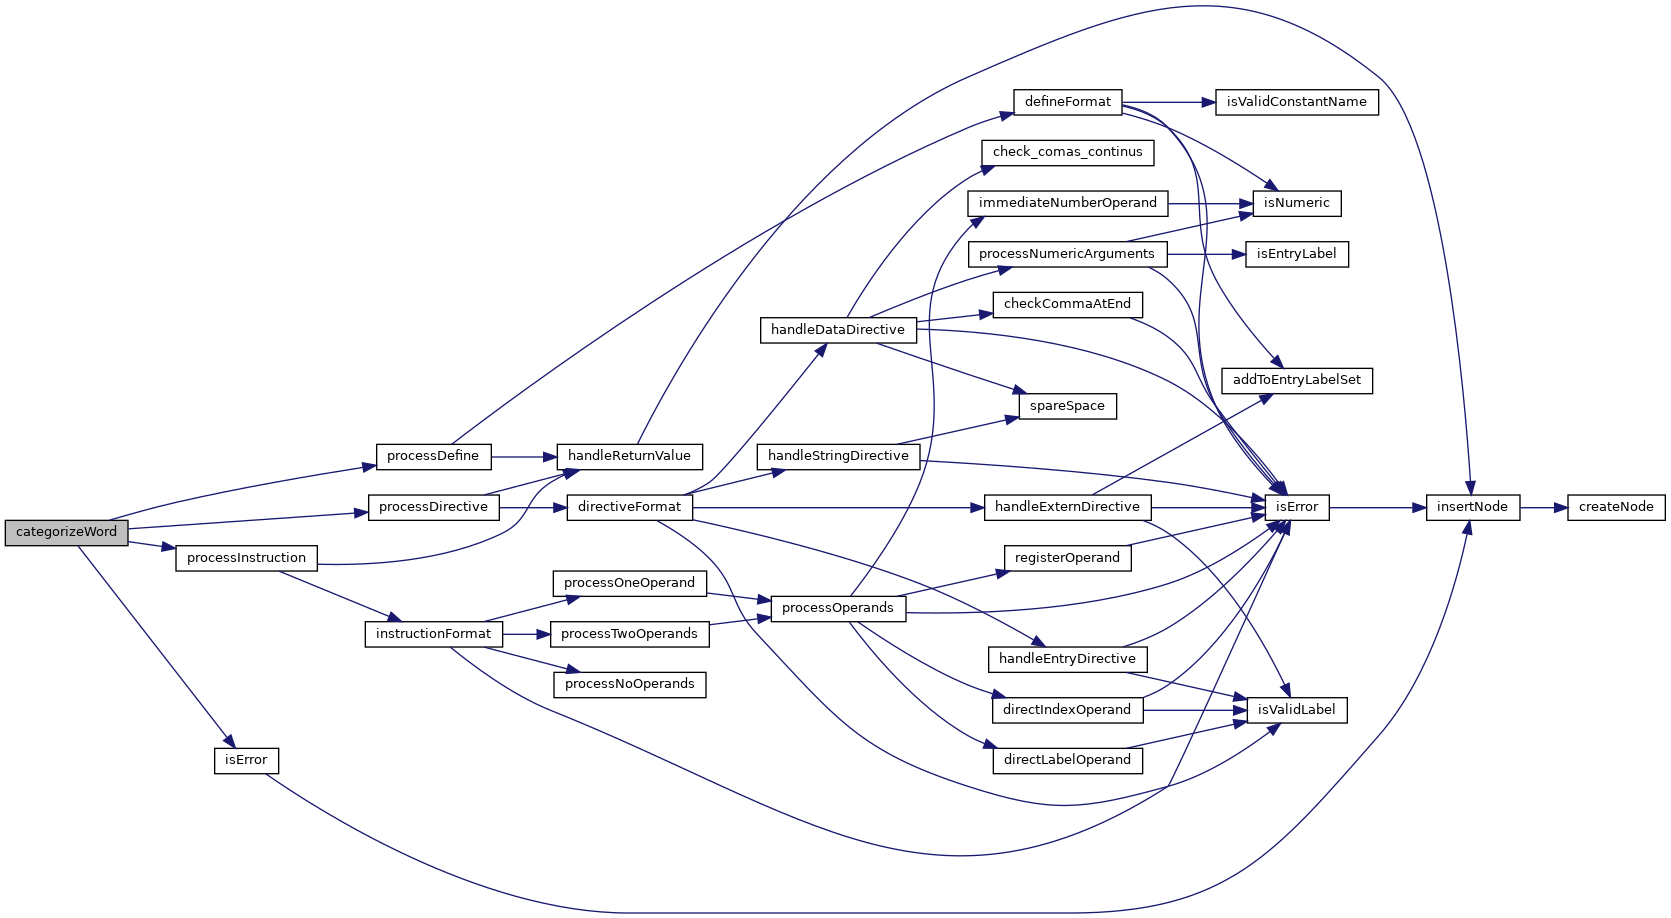 categorizeWord
processDefine
processDirective
processInstruction
isError
handleReturnValue
directiveFormat
instructionFormat
processOneOperand
processTwoOperands
processNoOperands
handleDataDirective
handleStringDirective
processOperands
defineFormat
check_comas_continus
immediateNumberOperand
processNumericArguments
checkCommaAtEnd
spareSpace
handleExternDirective
registerOperand
handleEntryDirective
directIndexOperand
directLabelOperand
isValidConstantName
isNumeric
isEntryLabel
addToEntryLabelSet
isError
isValidLabel
insertNode
createNode